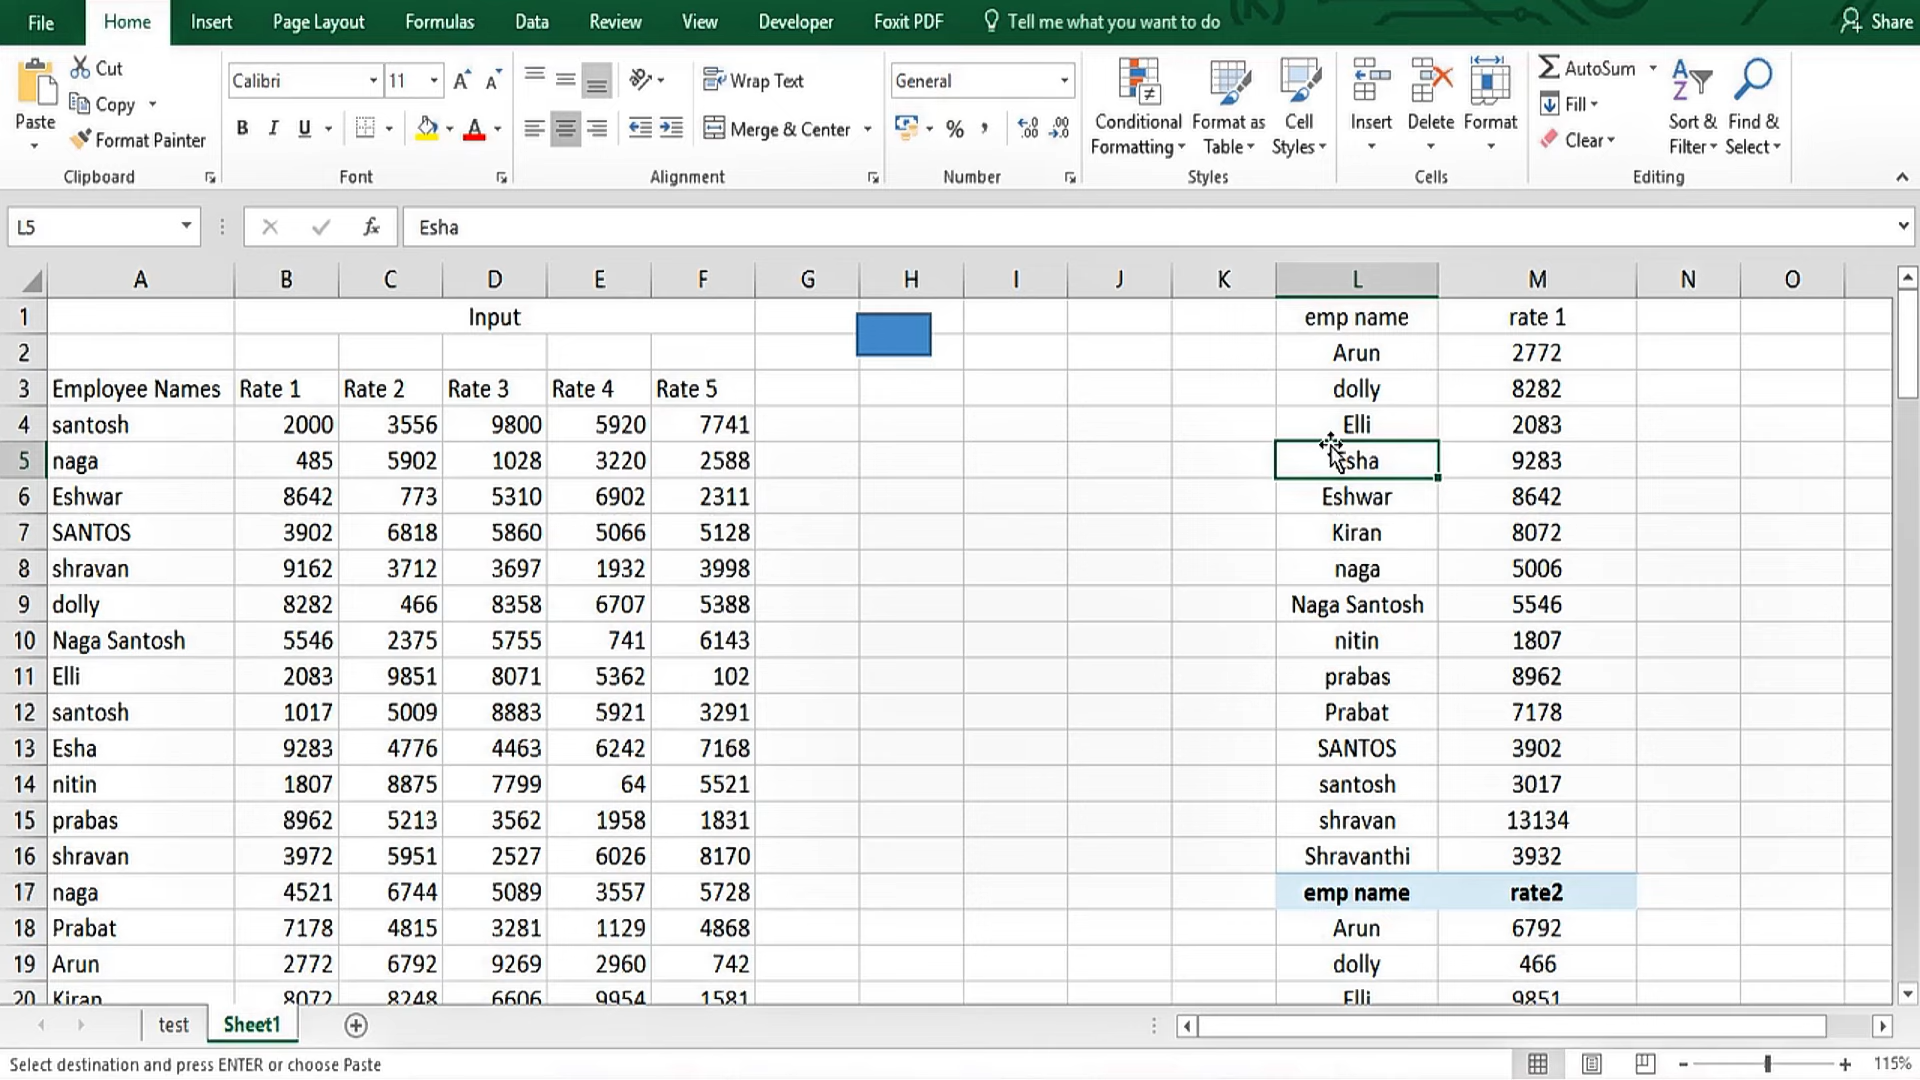 File Home Insert Page Layout Formulas Data Review View Developer Foxit PDF Tell me what you want to do Share
Paste Cut Copy Format Painter Clipboard
Calibri 11 B I U A Font
Wrap Text Merge & Center Alignment
General % , Number
Conditional Formatting Format as Table Cell Styles Styles
Insert Delete Format Cells
AutoSum Fill Clear Sort & Filter Find & Select Editing
L5 fx Esha
A B C D E F G H I J K L M N O
1 Input emp name rate 1
2 Arun 2772
3 Employee Names Rate 1 Rate 2 Rate 3 Rate 4 Rate 5 dolly 8282
4 santosh 2000 3556 9800 5920 7741 Elli 2083
5 naga 485 5902 1028 3220 2588 Esha 9283
6 Eshwar 8642 773 5310 6902 2311 Eshwar 8642
7 SANTOS 3902 6818 5860 5066 5128 Kiran 8072
8 shravan 9162 3712 3697 1932 3998 naga 5006
9 dolly 8282 466 8358 6707 5388 Naga Santosh 5546
10 Naga Santosh 5546 2375 5755 741 6143 nitin 1807
11 Elli 2083 9851 8071 5362 102 prabas 8962
12 santosh 1017 5009 8883 5921 3291 Prabat 7178
13 Esha 9283 4776 4463 6242 7168 SANTOS 3902
14 nitin 1807 8875 7799 64 5521 santosh 3017
15 prabas 8962 5213 3562 1958 1831 shravan 13134
16 shravan 3972 5951 2527 6026 8170 Shravanthi 3932
17 naga 4521 6744 5089 3557 5728 emp name rate2
18 Prabat 7178 4815 3281 1129 4868 Arun 6792
19 Arun 2772 6792 9269 2960 742 dolly 466
20 Kiran 8072 8248 6606 9954 1581 Elli 9851
test Sheet1
Select destination and press ENTER or choose Paste 115%